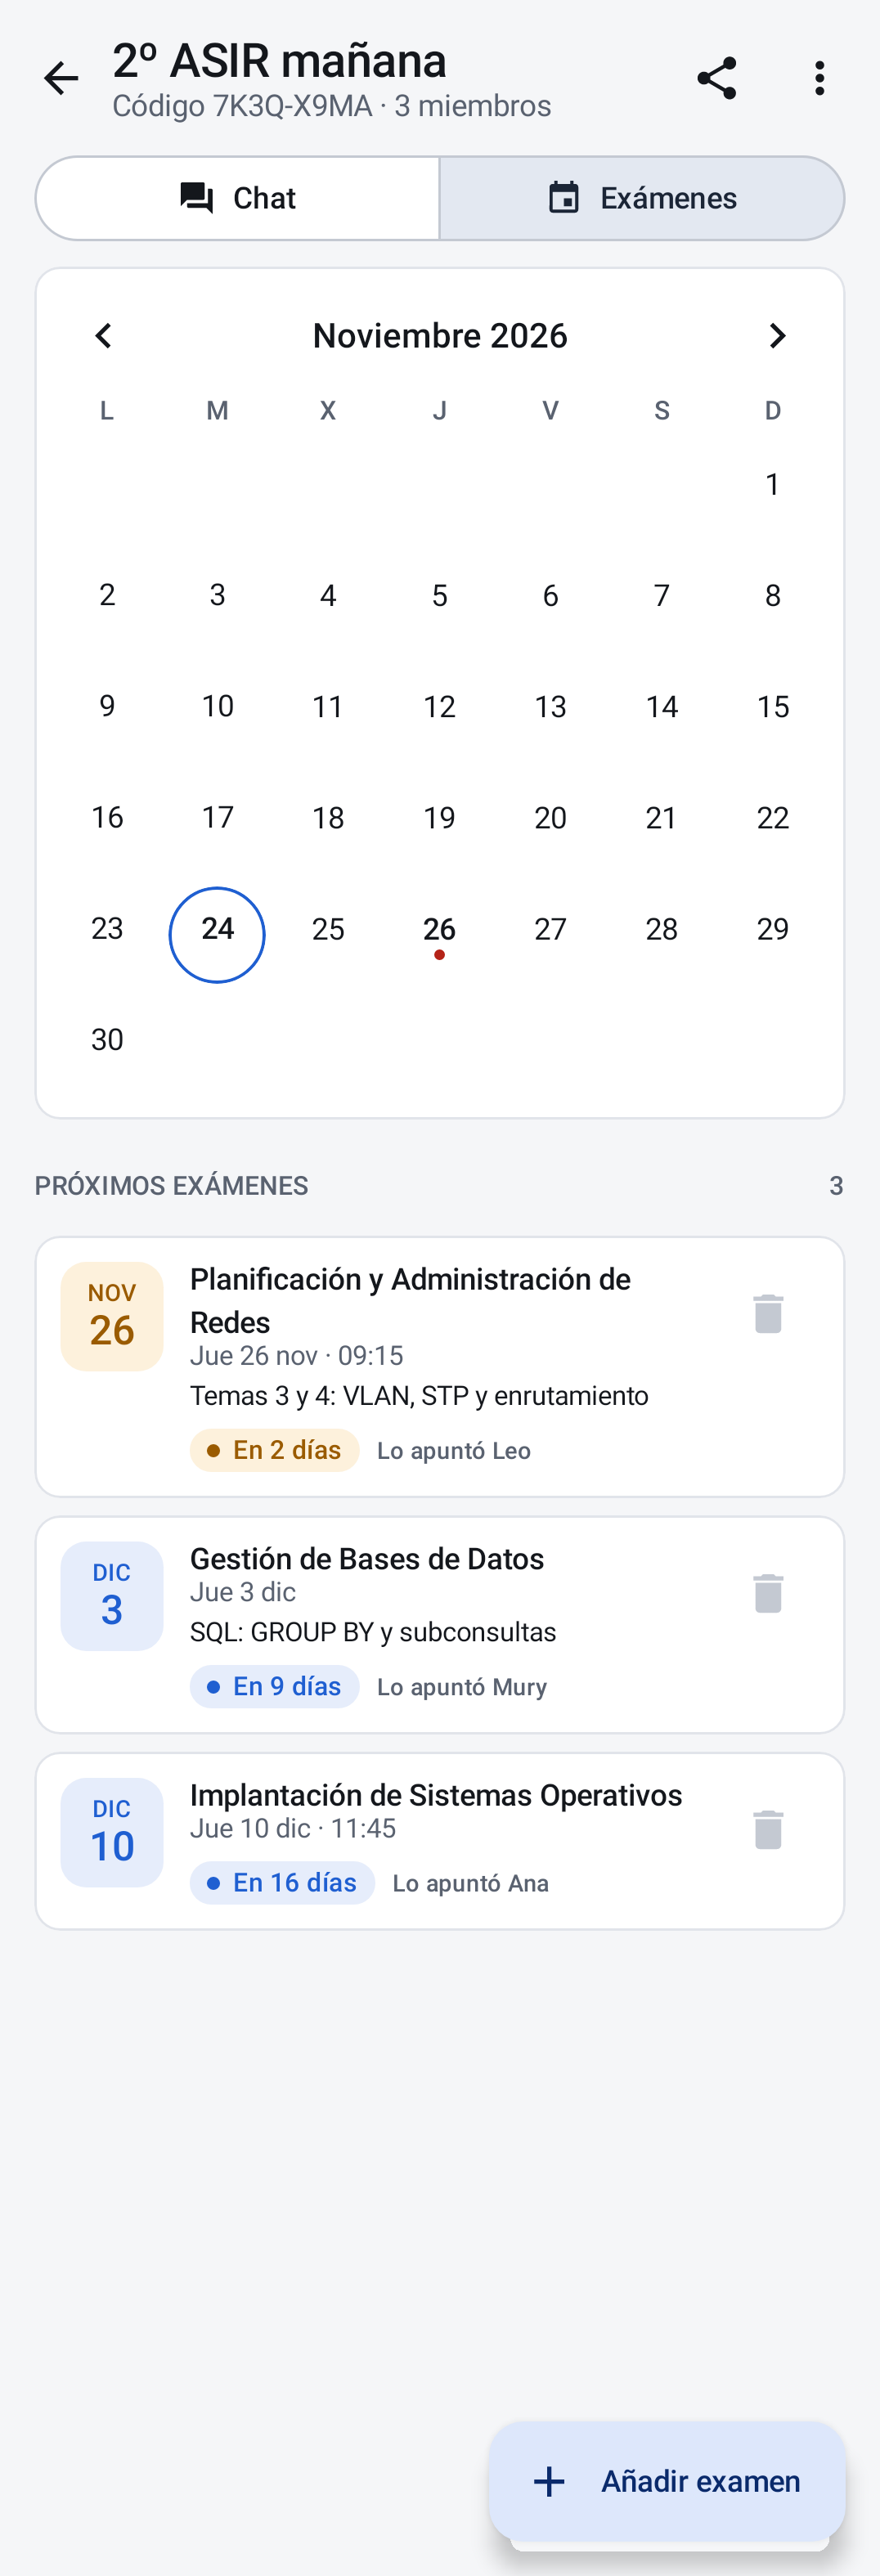 2º ASIR mañana
Código 7K3Q-X9MA · 3 miembros
Chat
Exámenes
Noviembre 2026
L M X J V S D
1
2 3 4 5 6 7 8
9 10 11 12 13 14 15
16 17 18 19 20 21 22
23 24 25 26 27 28 29
30
PRÓXIMOS EXÁMENES 3
NOV
26
Planificación y Administración de
Redes
Jue 26 nov · 09:15
Temas 3 y 4: VLAN, STP y enrutamiento
En 2 días Lo apuntó Leo
DIC
3
Gestión de Bases de Datos
Jue 3 dic
SQL: GROUP BY y subconsultas
En 9 días Lo apuntó Mury
DIC
10
Implantación de Sistemas Operativos
Jue 10 dic · 11:45
En 16 días Lo apuntó Ana
Añadir examen